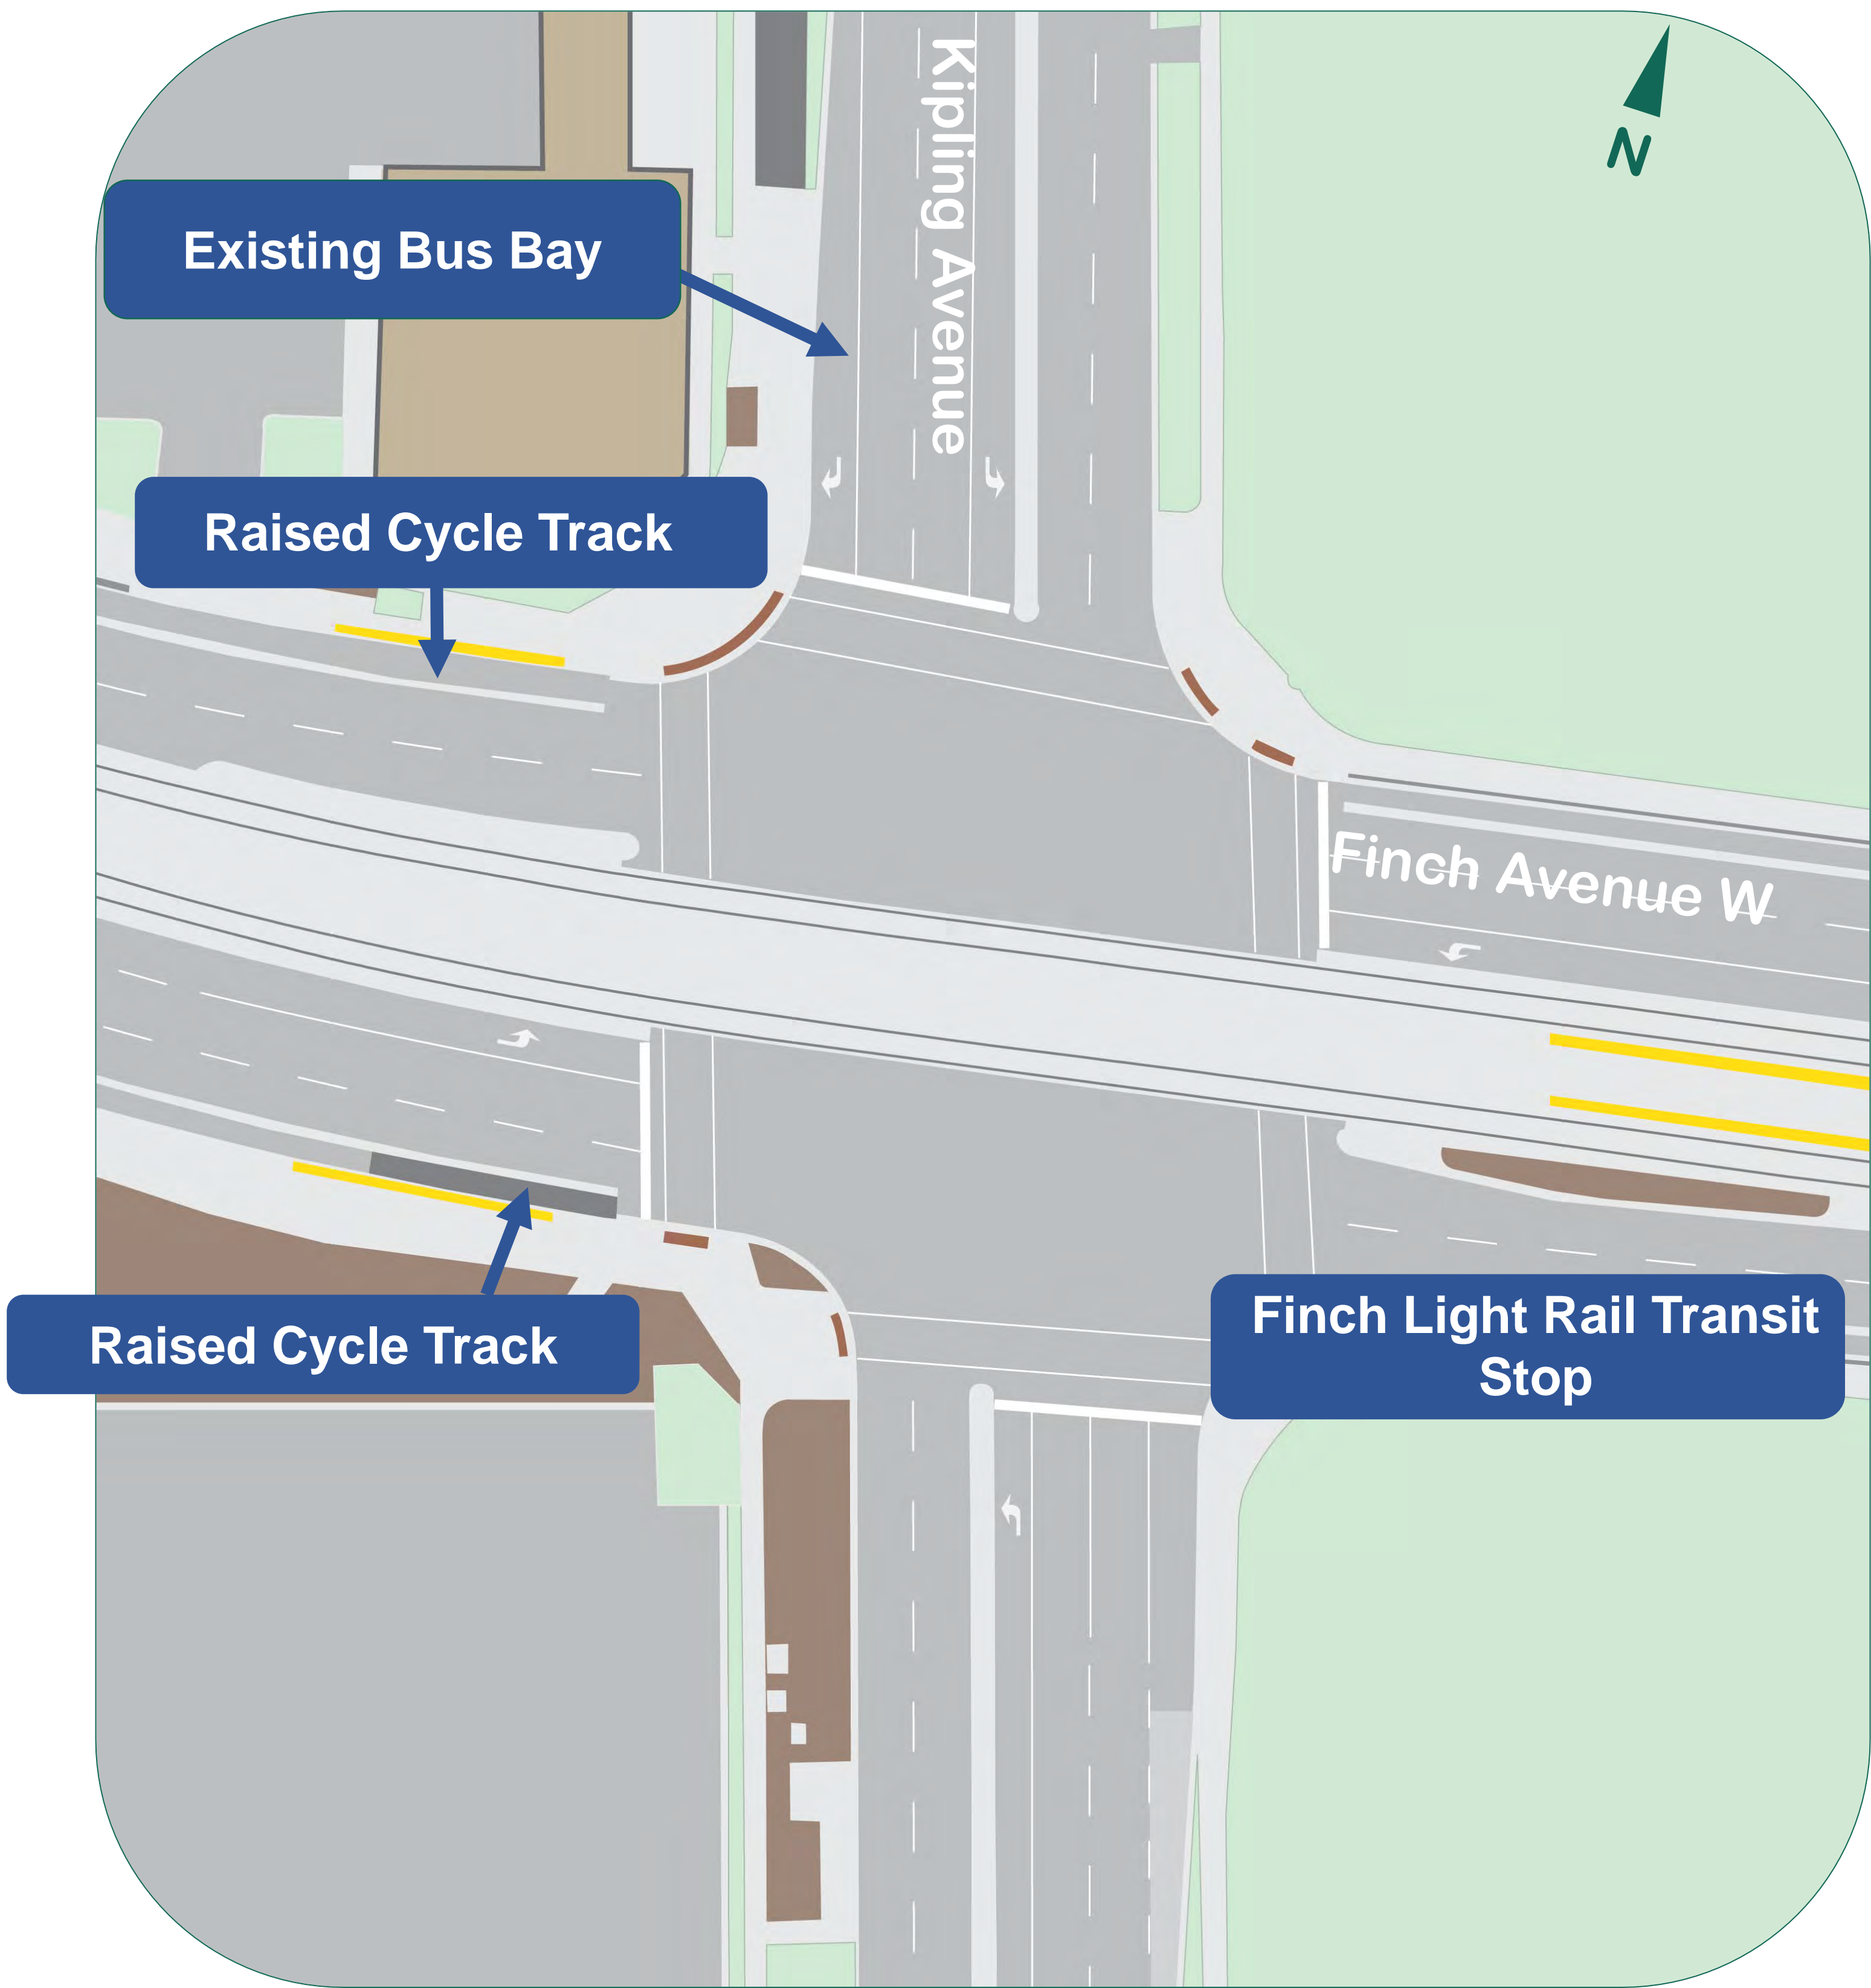 Kipling Avenue
N
Existing Bus Bay
Raised Cycle Track
Finch Avenue W
Raised Cycle Track
Finch Light Rail Transit
Stop